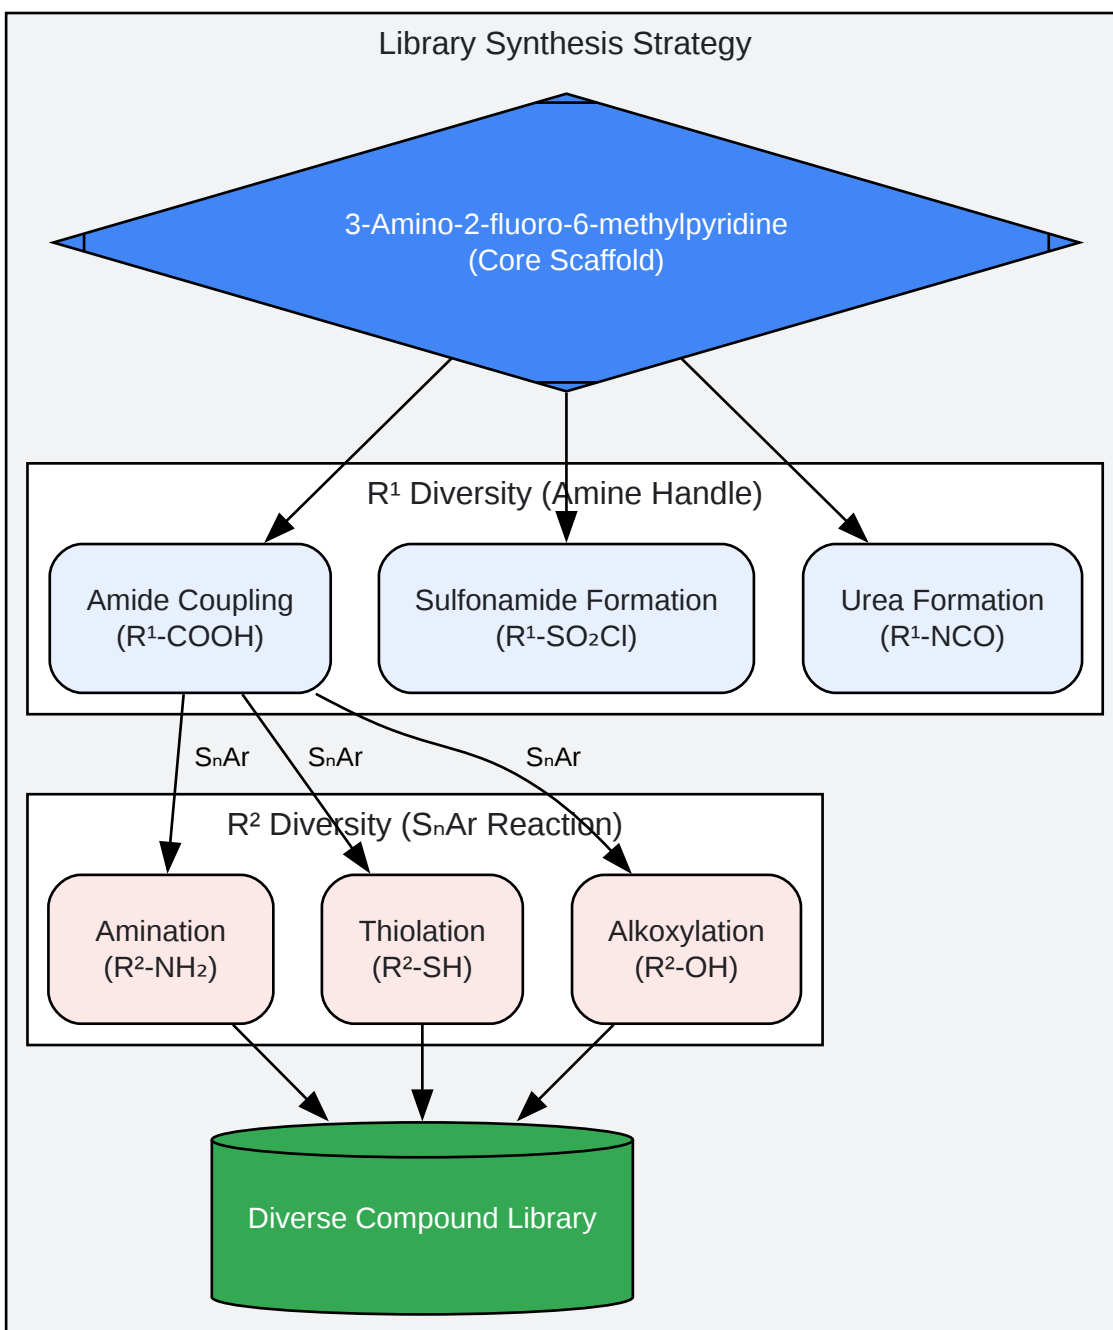 Library Synthesis Strategy
3-Amino-2-fluoro-6-methylpyridine
(Core Scaffold)
R¹ Diversity (Amine Handle)
Amide Coupling
(R¹-COOH)
Sulfonamide Formation
(R¹-SO₂Cl)
Urea Formation
(R¹-NCO)
SₙAr
SₙAr
SₙAr
R² Diversity (SₙAr Reaction)
Amination
(R²-NH₂)
Thiolation
(R²-SH)
Alkoxylation
(R²-OH)
Diverse Compound Library